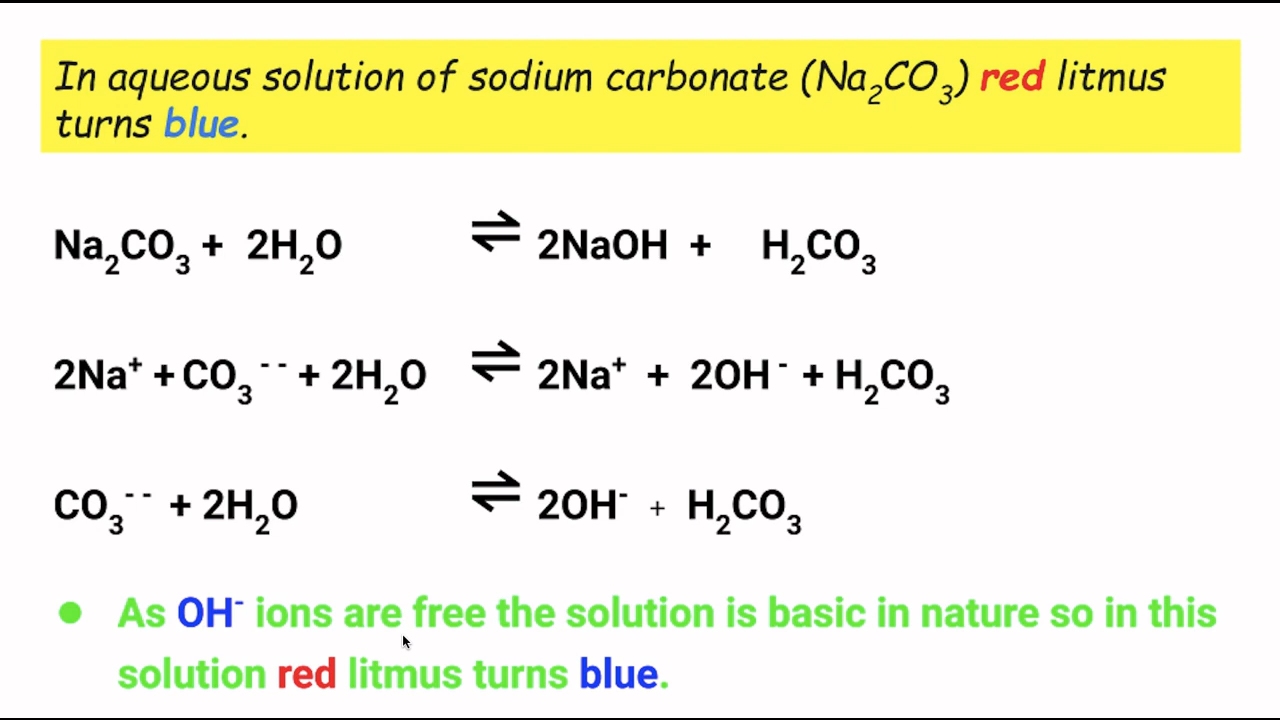 In aqueous solution of sodium carbonate (Na₂CO₃) red litmus
turns blue.
Na₂CO₃ + 2H₂O ⇌ 2NaOH + H₂CO₃
2Na⁺ + CO₃⁻⁻ + 2H₂O ⇌ 2Na⁺ + 2OH⁻ + H₂CO₃
CO₃⁻⁻ + 2H₂O ⇌ 2OH⁻ + H₂CO₃
● As OH⁻ ions are free the solution is basic in nature so in this
solution red litmus turns blue.